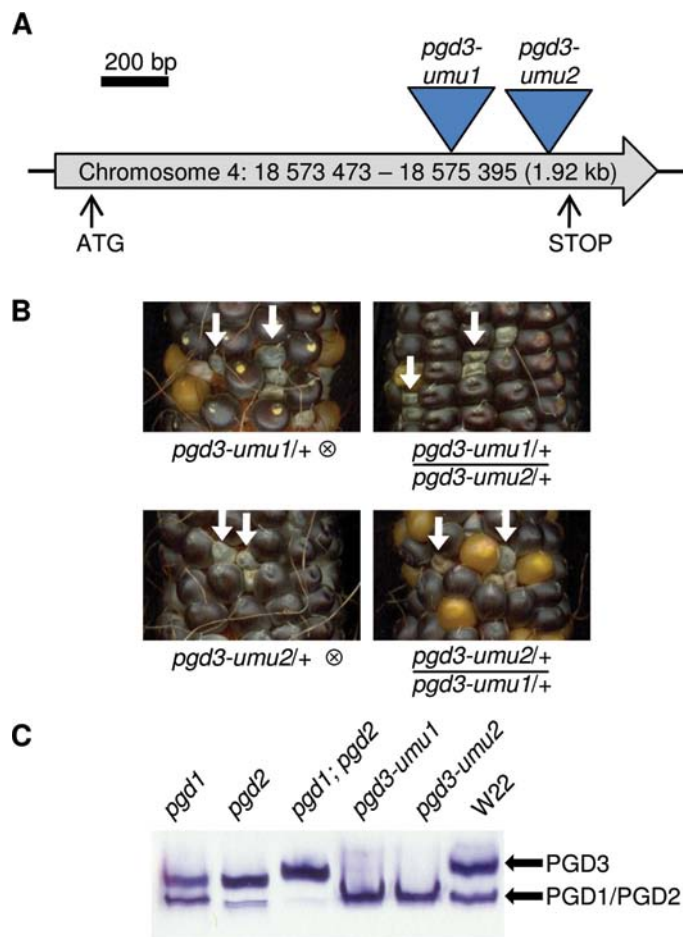 A
200 bp
pgd3-
umu1
pgd3-
umu2
Chromosome 4: 18 573 473 – 18 575 395 (1.92 kb)
ATG
STOP
B
pgd3-umu1/+ ⊗
pgd3-umu1/+
pgd3-umu2/+
pgd3-umu2/+ ⊗
pgd3-umu2/+
pgd3-umu1/+
C
pgd1
pgd2
pgd1; pgd2
pgd3-umu1
pgd3-umu2
W22
PGD3
PGD1/PGD2